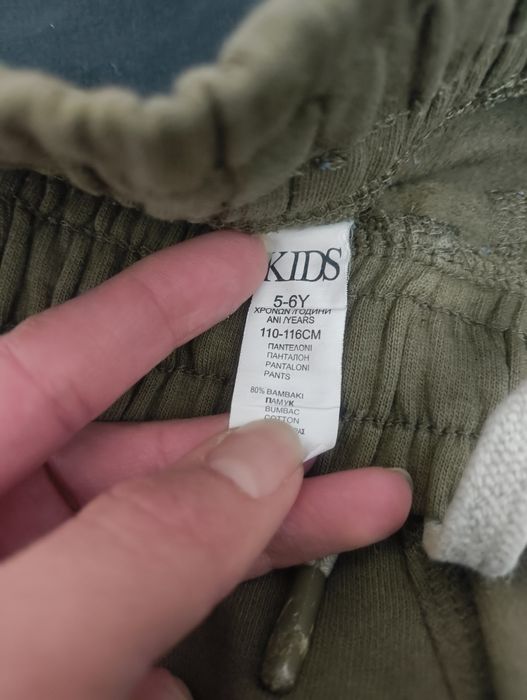 KIDS
5-6Y
ΧΡΟΝΩΝ /ГОДИНИ
ANI /YEARS
110-116CM
ΠΑΝΤΕΛΟΝΙ
ПАНТАЛОН
PANTALONI
PANTS
80% ΒΑΜΒΑΚΙ
ПАМУК
BUMBAC
COTTON